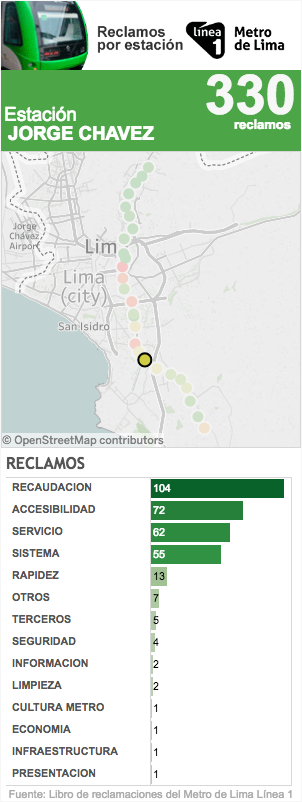 Reclamos
por estación
línea
1
Metro
de Lima
330
reclamos
Estación
JORGE CHAVEZ
Jorge
Chavez
Airport
Lim
Lima
(city)
San Isidro
© OpenStreetMap contributors
RECLAMOS
RECAUDACION 104
ACCESIBILIDAD 72
SERVICIO 62
SISTEMA 55
RAPIDEZ 13
OTROS 7
TERCEROS 5
SEGURIDAD 4
INFORMACION 2
LIMPIEZA 2
CULTURA METRO 1
ECONOMIA 1
INFRAESTRUCTURA 1
PRESENTACION 1
Fuente: Libro de reclamaciones del Metro de Lima Línea 1